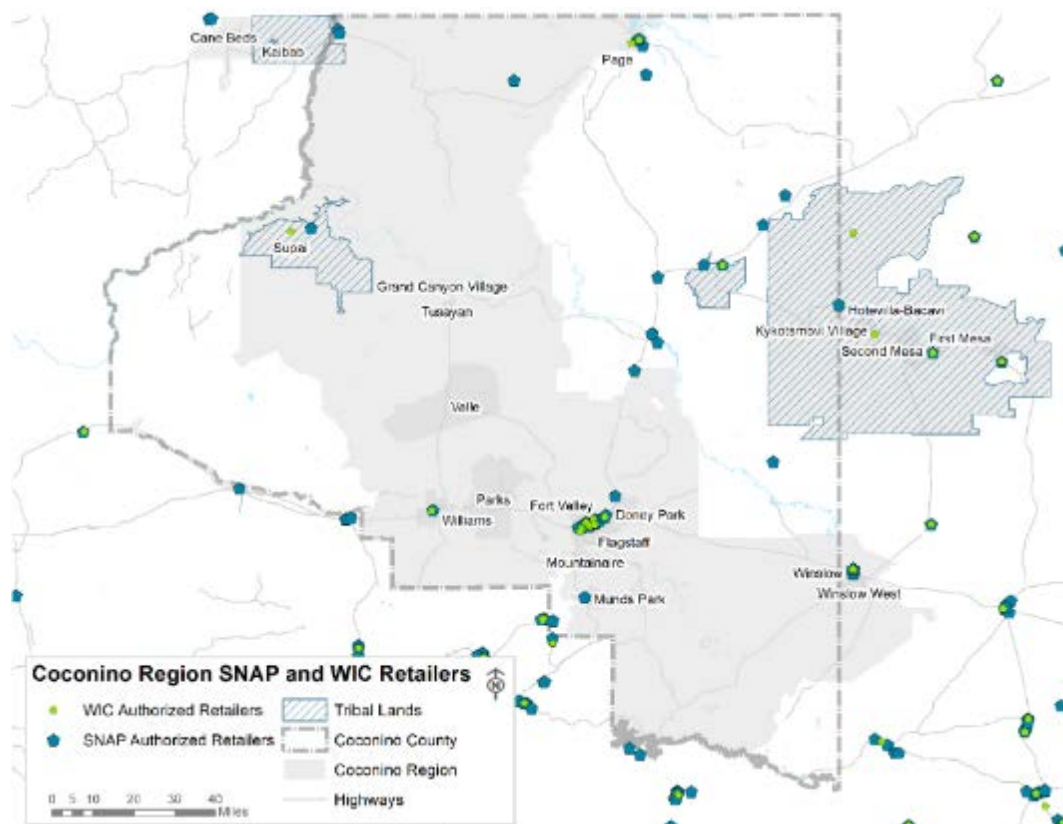 Cane Beds
Kaibab
Page
Supai
Grand Canyon Village
Tusayan
Hotevilla-Bacavi
Kykotsmovi Village
First Mesa
Second Mesa
Valle
Parks
Fort Valley
Doney Park
Williams
Flagstaff
Mountainaire
Winslow
Munds Park
Winslow West
Coconino Region SNAP and WIC Retailers
N
WIC Authorized Retailers
Tribal Lands
SNAP Authorized Retailers
Coconino County
Coconino Region
0 5 10 20 30 40
Miles
Highways